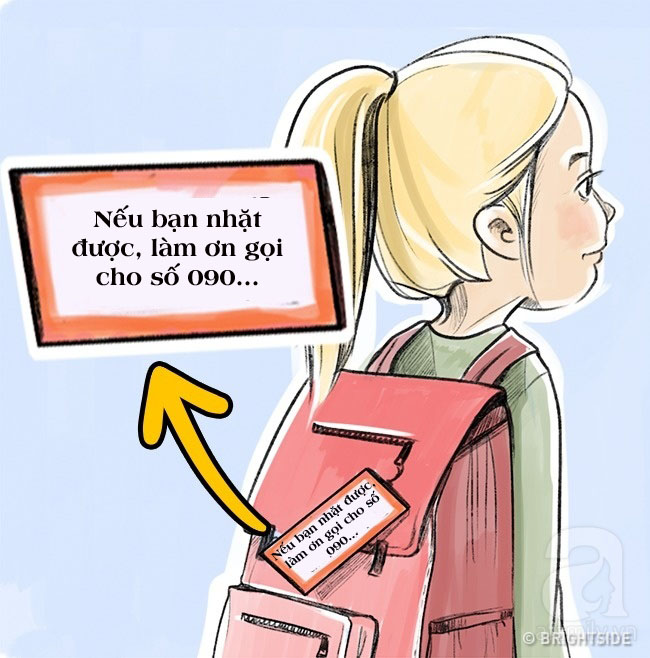 Nếu bạn nhặt
được, làm ơn gọi
cho số 090...
Nếu bạn nhặt được,
làm ơn gọi cho số
090...
© BRIGHTSIDE